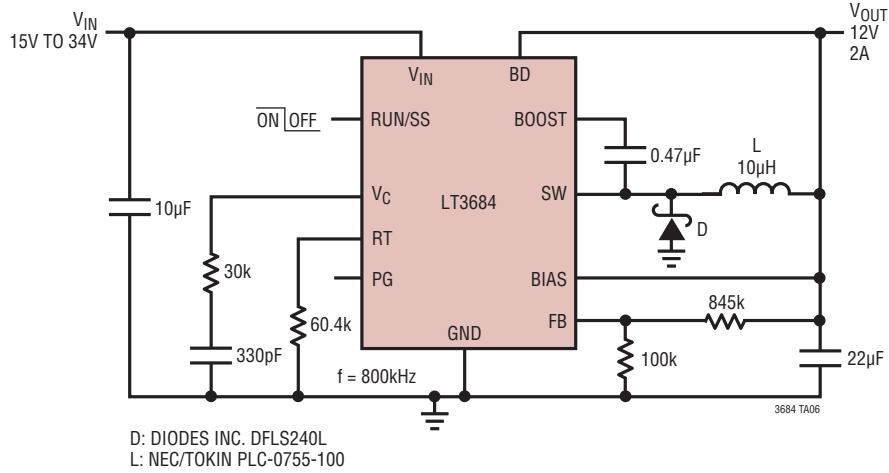 VIN
15V TO 34V
VOUT
12V
2A
VIN
BD
ON OFF
RUN/SS
BOOST
0.47µF
L
10µH
VC
LT3684
SW
10µF
D
RT
30k
PG
BIAS
845k
60.4k
FB
GND
330pF
100k
22µF
f = 800kHz
3684 TA06
D: DIODES INC. DFLS240L
L: NEC/TOKIN PLC-0755-100